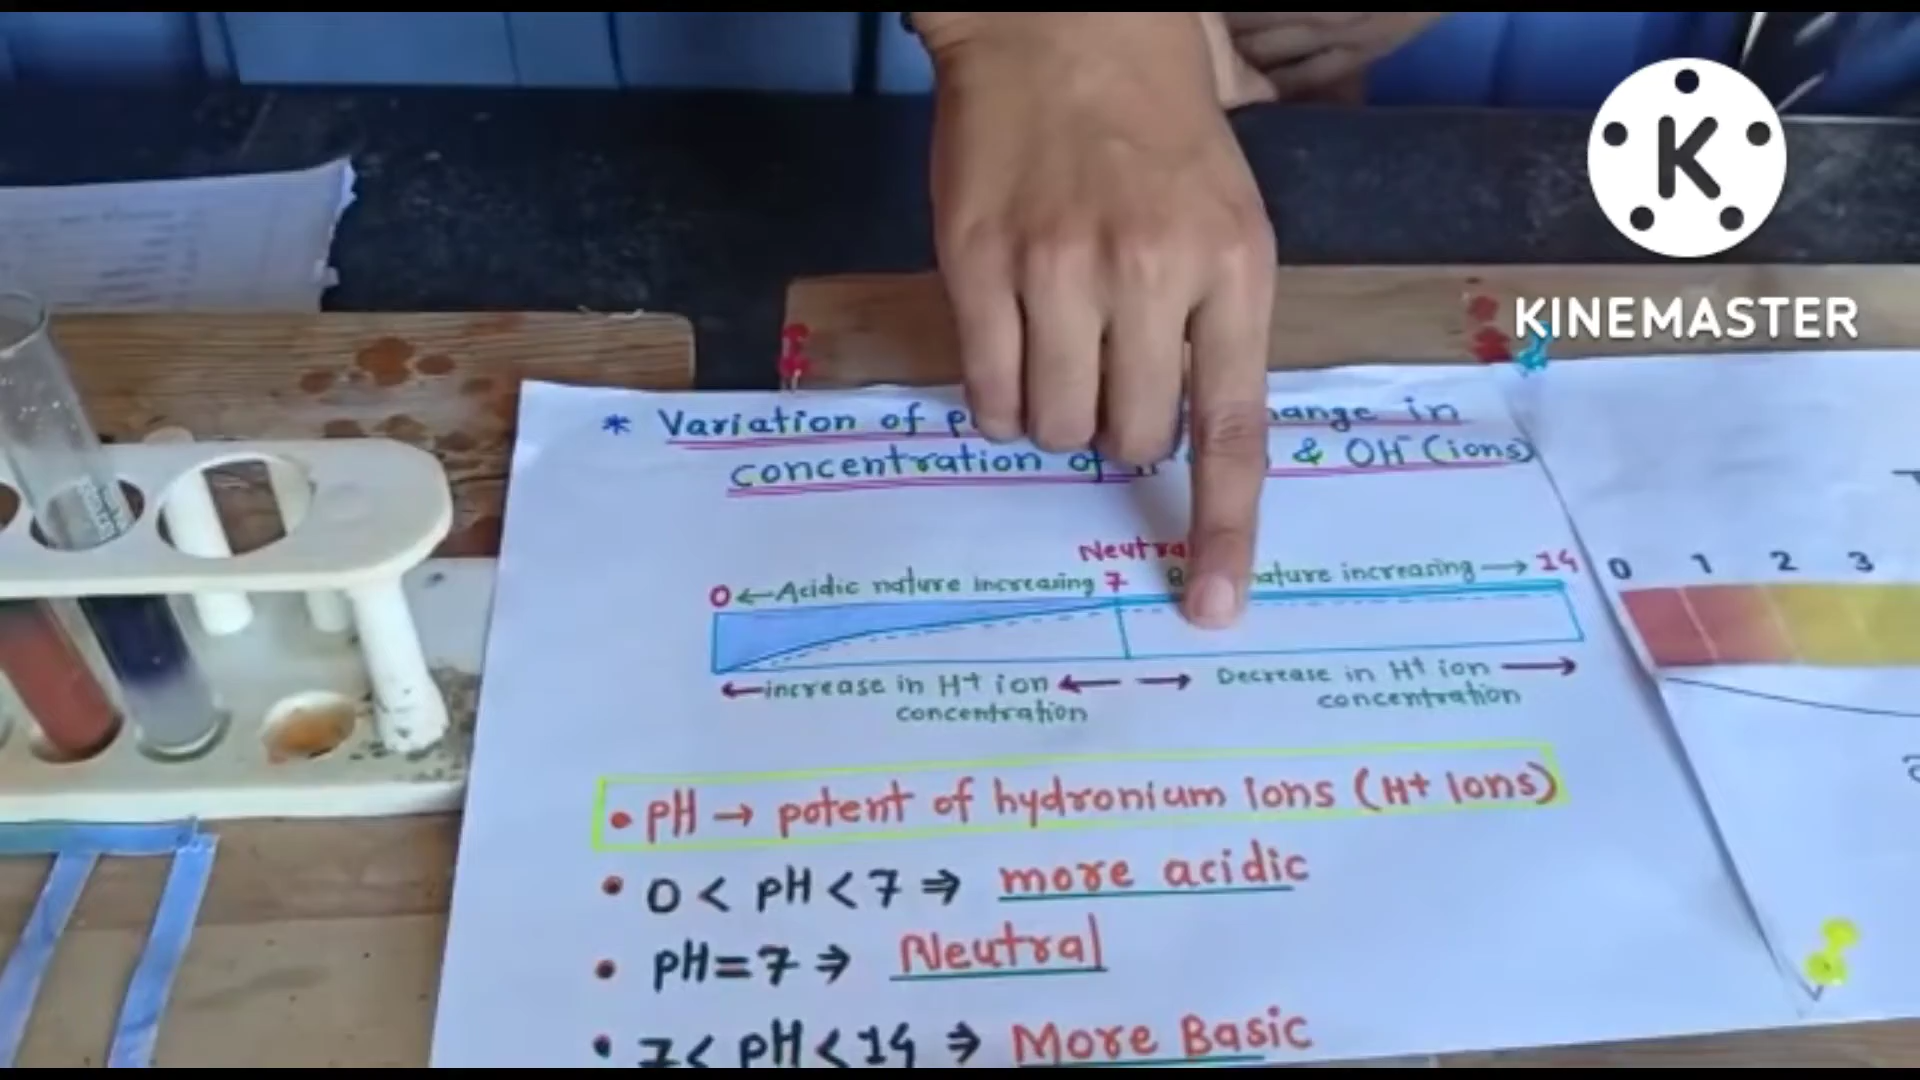 KINEMASTER
* Variation of hange in
concentration of & OH⁻ (ions)
Neutral
0 ← Acidic nature increasing 7 nature increasing → 14
← increase in H⁺ ion ← → Decrease in H⁺ ion →
concentration concentration
• pH → potent of hydronium ions (H⁺ ions)
• 0 < pH < 7 ⇒ more acidic
• pH = 7 ⇒ Neutral
• 7 < pH < 14 ⇒ More Basic
0 1 2 3